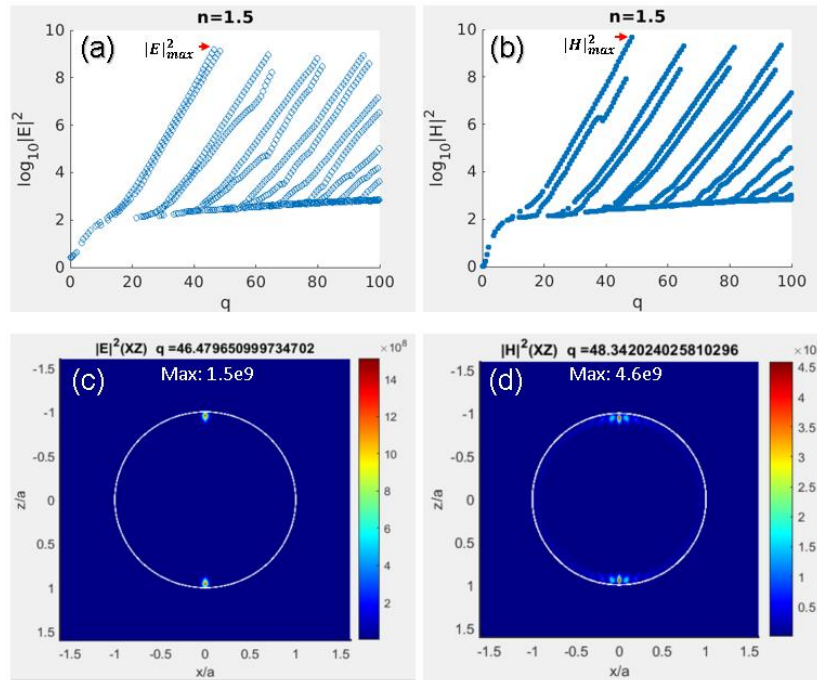 n=1.5
(a)
|E|²max
log₁₀|E|²
10
8
6
4
2
0
0 20 40 60 80 100
q
n=1.5
(b)
|H|²max
log₁₀|H|²
10
8
6
4
2
0
0 20 40 60 80 100
q
|E|²(XZ) q =46.479650999734702
(c)
Max: 1.5e9
×10⁸
z/a
-1.5
-1
-0.5
0
0.5
1
1.5
-1.5 -1 -0.5 0 0.5 1 1.5
x/a
14
12
10
8
6
4
2
|H|²(XZ) q =48.342024025810296
(d)
Max: 4.6e9
×10
z/a
-1.5
-1
-0.5
0
0.5
1
1.5
-1.5 -1 -0.5 0 0.5 1 1.5
x/a
4.5
4
3.5
3
2.5
2
1.5
1
0.5